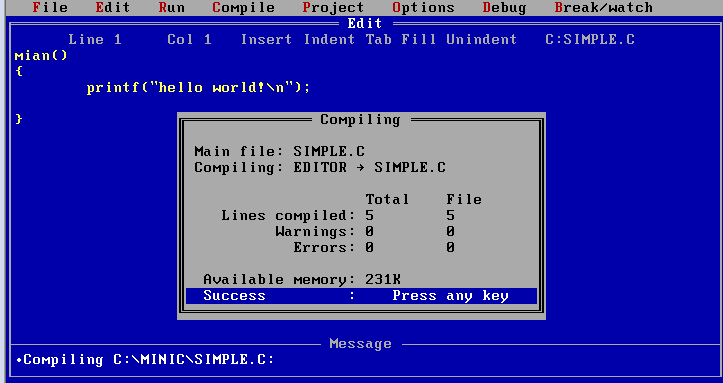 File Edit Run Compile Project Options Debug Break/watch
Edit
Line 1 Col 1 Insert Indent Tab Fill Unindent C:SIMPLE.C
mian()
{
printf("hello world!\n");
}
Compiling
Main file: SIMPLE.C
Compiling: EDITOR → SIMPLE.C
Total File
Lines compiled: 5 5
Warnings: 0 0
Errors: 0 0
Available memory: 231K
Success : Press any key
Message
•Compiling C:\MINIC\SIMPLE.C: